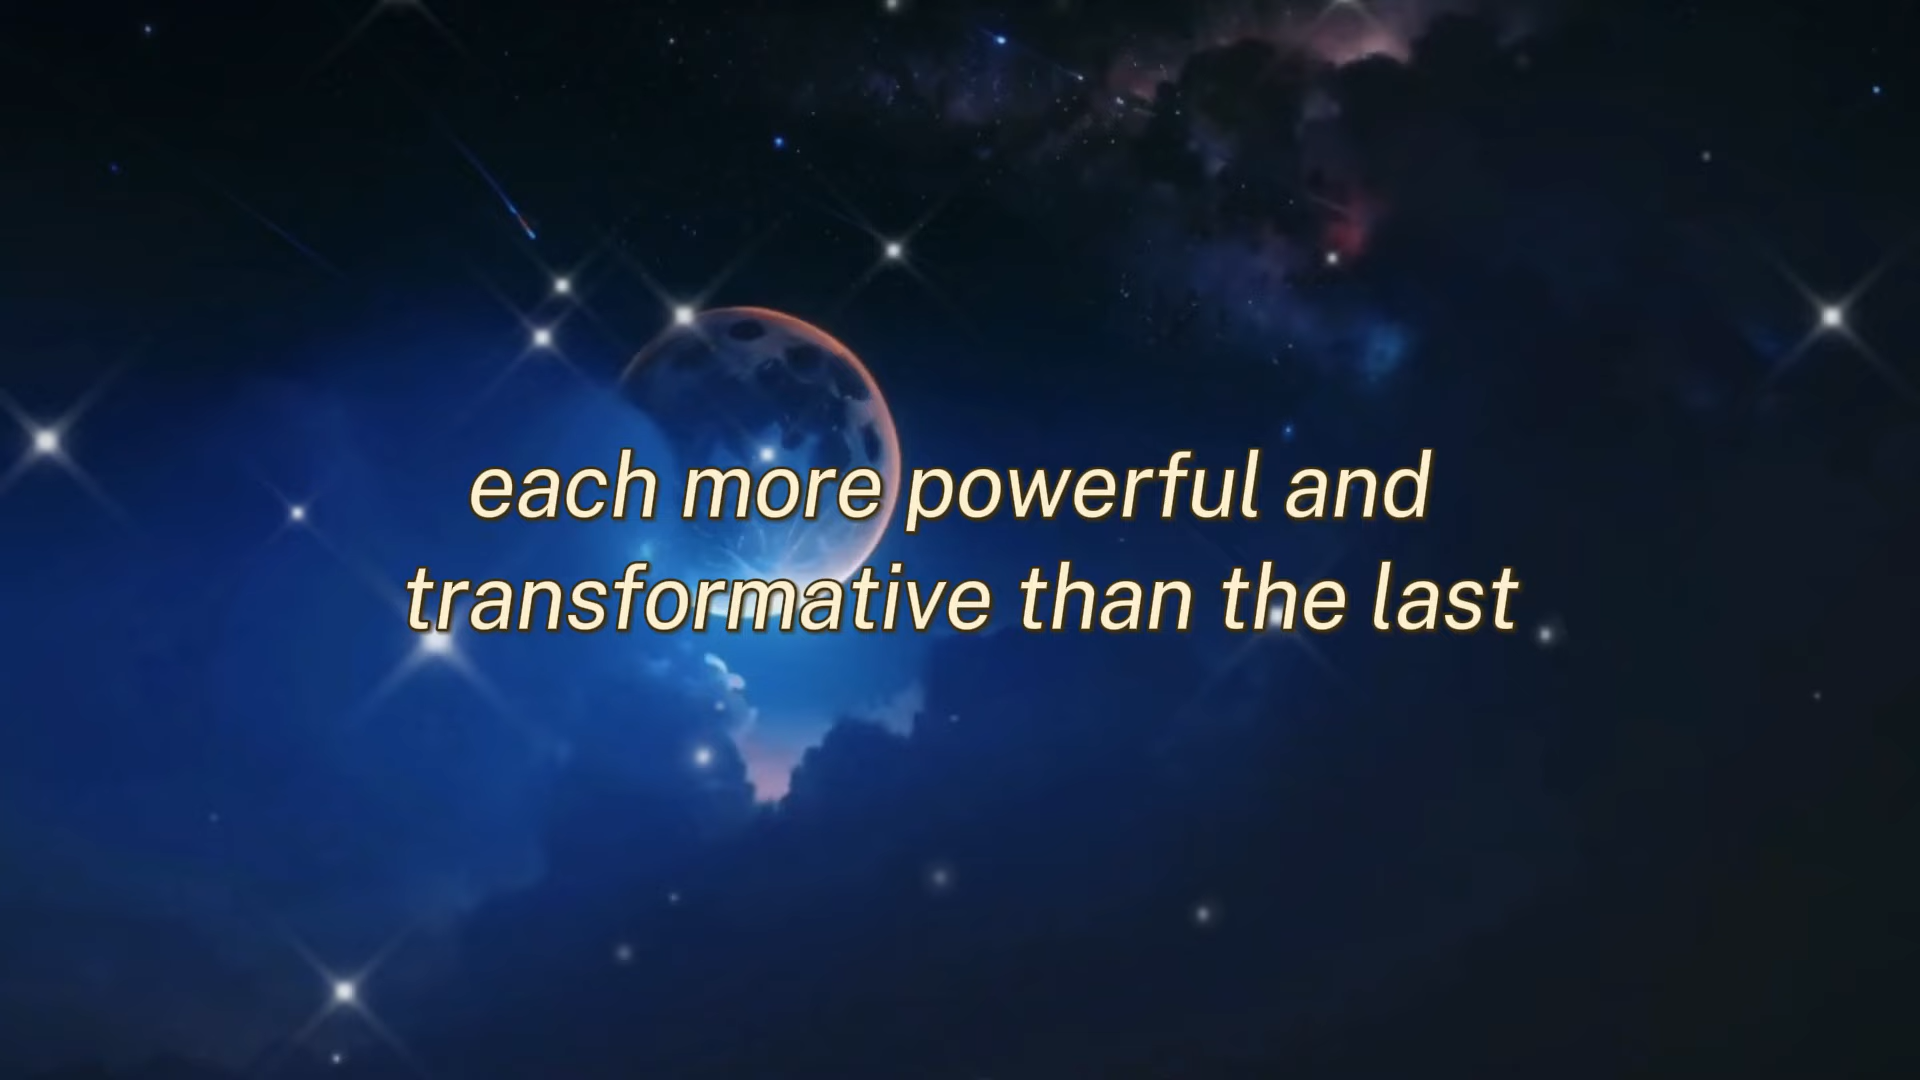 each more powerful and
transformative than the last